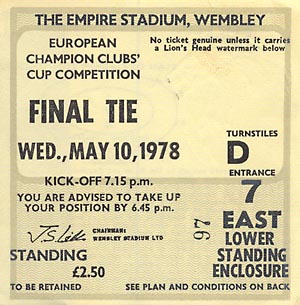 THE EMPIRE STADIUM, WEMBLEY
EUROPEAN
CHAMPION CLUBS'
CUP COMPETITION
No ticket genuine unless it carries
a Lion's Head watermark below
FINAL TIE
WED., MAY 10, 1978
TURNSTILES
D
KICK-OFF 7.15 p.m.
ENTRANCE
7
YOU ARE ADVISED TO TAKE UP
YOUR POSITION BY 6.45 p.m.
EAST
LOWER
STANDING
ENCLOSURE
97
CHAIRMAN:
WEMBLEY STADIUM LTD
STANDING
£2.50
TO BE RETAINED
SEE PLAN AND CONDITIONS ON BACK